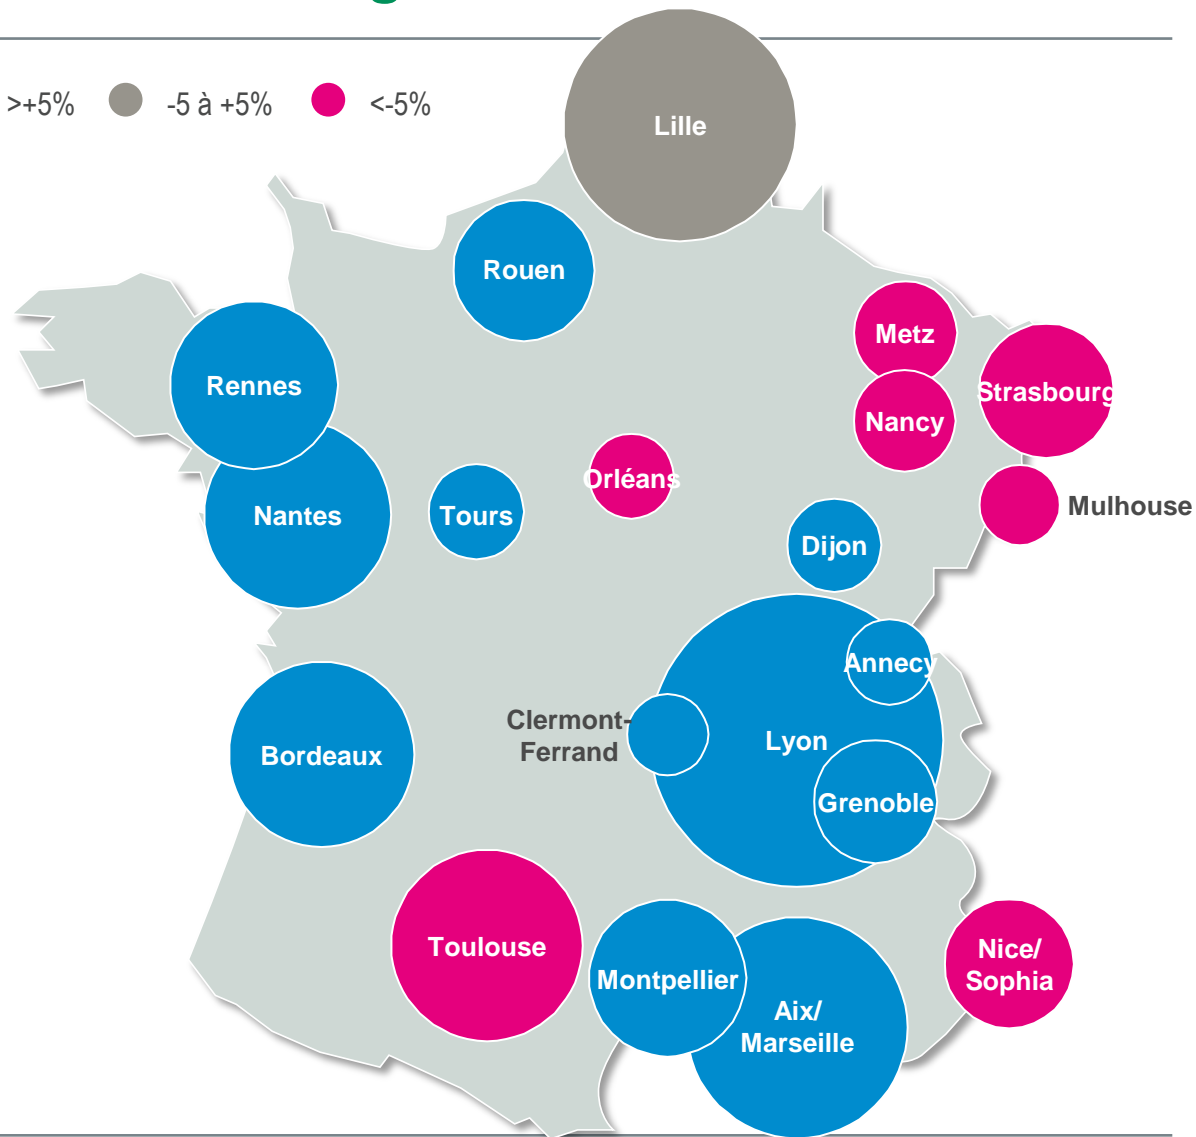 >+5% -5 à +5% <-5%
Lille
Rouen
Metz
Rennes
Strasbourg
Nancy
Orléans
Nantes
Tours
Mulhouse
Dijon
Annecy
Clermont-
Ferrand
Lyon
Bordeaux
Grenoble
Toulouse
Nice/
Sophia
Montpellier
Aix/
Marseille